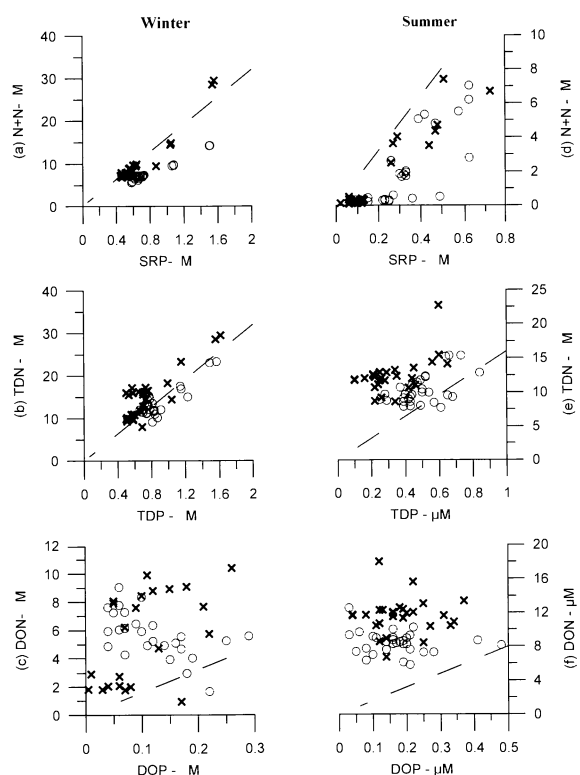 Winter
Summer
(a) N+N- M
40
30
20
10
0
0 0.4 0.8 1.2 1.6 2
SRP- M
(d) N+N - M
10
8
6
4
2
0
0 0.2 0.4 0.6 0.8
SRP - M
(b) TDN - M
40
30
20
10
0
0 0.4 0.8 1.2 1.6 2
TDP - M
(e) TDN - M
25
20
15
10
5
0
0 0.2 0.4 0.6 0.8 1
TDP - µM
(c) DON- M
12
10
8
6
4
2
0
0 0.1 0.2 0.3
DOP - M
(f) DON - µM
20
16
12
8
4
0
0 0.1 0.2 0.3 0.4 0.5
DOP - µM